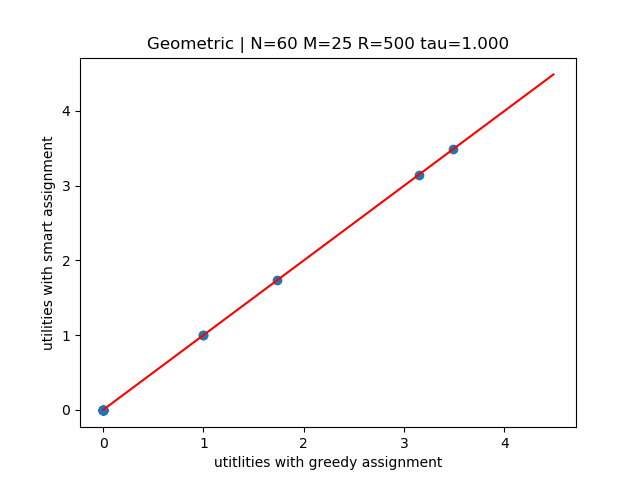 Geometric | N=60 M=25 R=500 tau=1.000
utilities with smart assignment
4
3
2
1
0
0 1 2 3 4
utitlities with greedy assignment